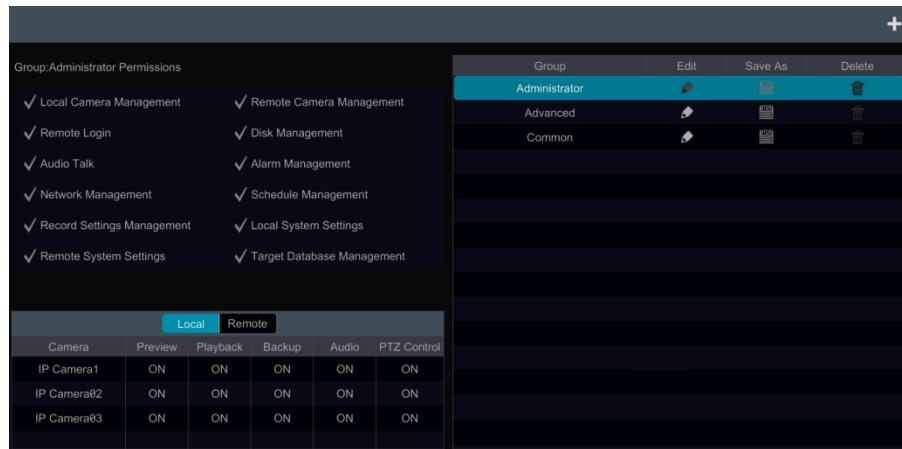 Group:Administrator Permissions
Local Camera Management Remote Camera Management
Remote Login Disk Management
Audio Talk Alarm Management
Network Management Schedule Management
Record Settings Management Local System Settings
Remote System Settings Target Database Management
Local Remote
Camera Preview Playback Backup Audio PTZ Control
IP Camera1 ON ON ON ON ON
IP Camera02 ON ON ON ON ON
IP Camera03 ON ON ON ON ON
Group Edit Save As Delete
Administrator
Advanced
Common